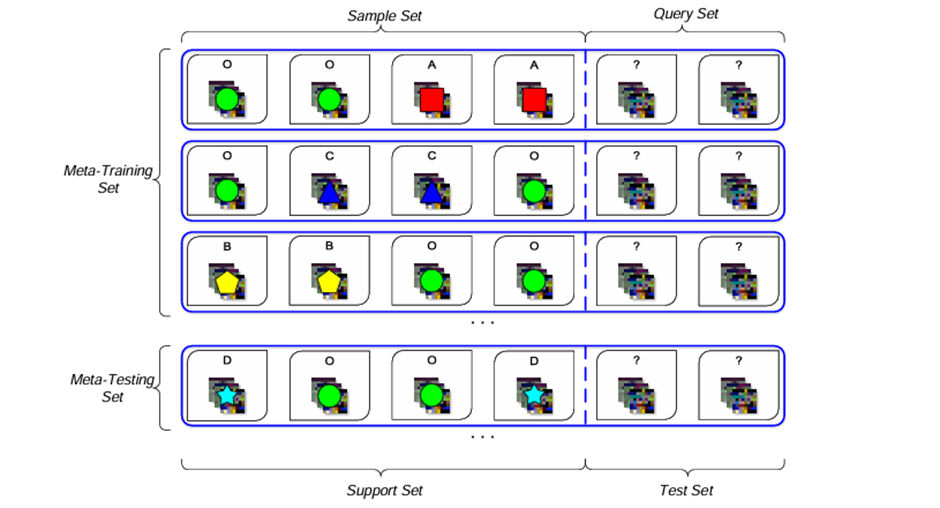 Sample Set
Query Set
O O A A ? ?
Meta-Training
Set
O C C O ? ?
B B O O ? ?
. . .
Meta-Testing
Set
D O O D ? ?
. . .
Support Set
Test Set